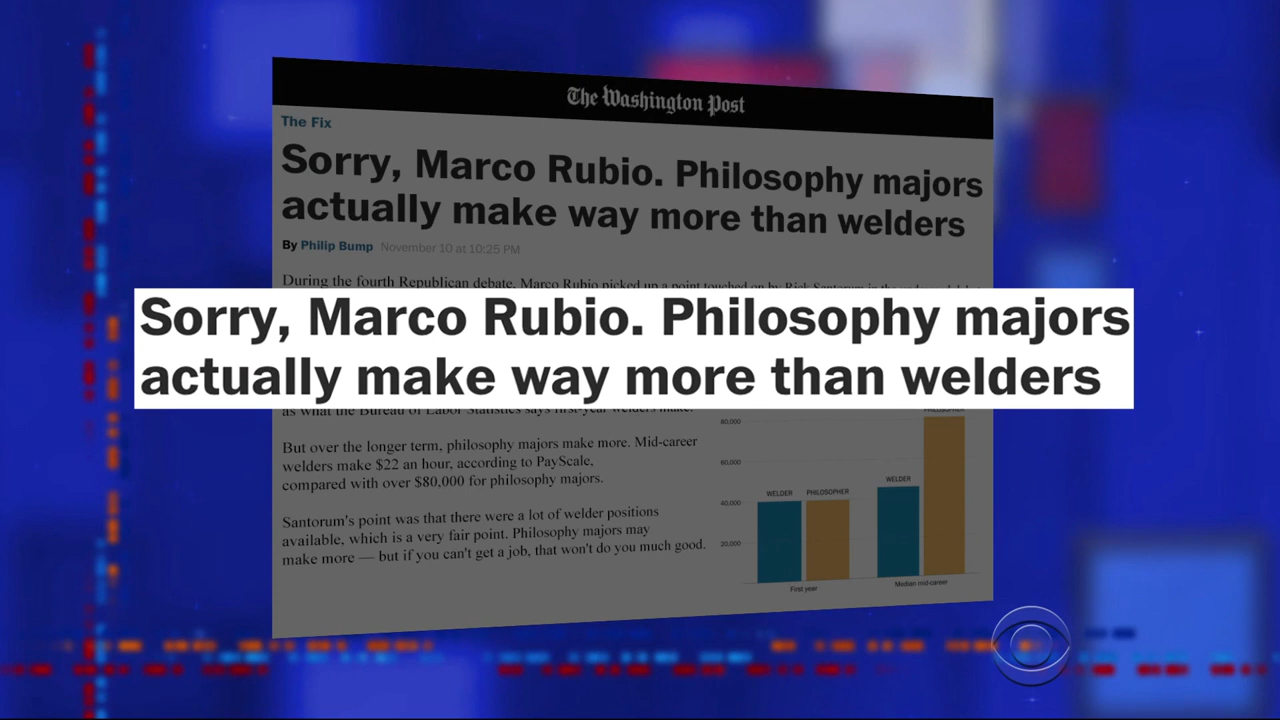 The Washington Post
The Fix
Sorry, Marco Rubio. Philosophy majors
actually make way more than welders
By Philip Bump November 10 at 10:25 PM
During the fourth Republican debate, Marco Rubio picked up a point touched on by Rick Santorum in the
Sorry, Marco Rubio. Philosophy majors
actually make way more than welders
as what the Bureau of Labor Statistics says first-year welders make.
But over the longer term, philosophy majors make more. Mid-career
welders make $22 an hour, according to PayScale,
compared with over $80,000 for philosophy majors.
Santorum's point was that there were a lot of welder positions
available, which is a very fair point. Philosophy majors may
make more — but if you can't get a job, that won't do you much good.
PHILOSOPHER
80,000
60,000
WELDER
WELDER PHILOSOPHER
40,000
20,000
First year Median mid-career